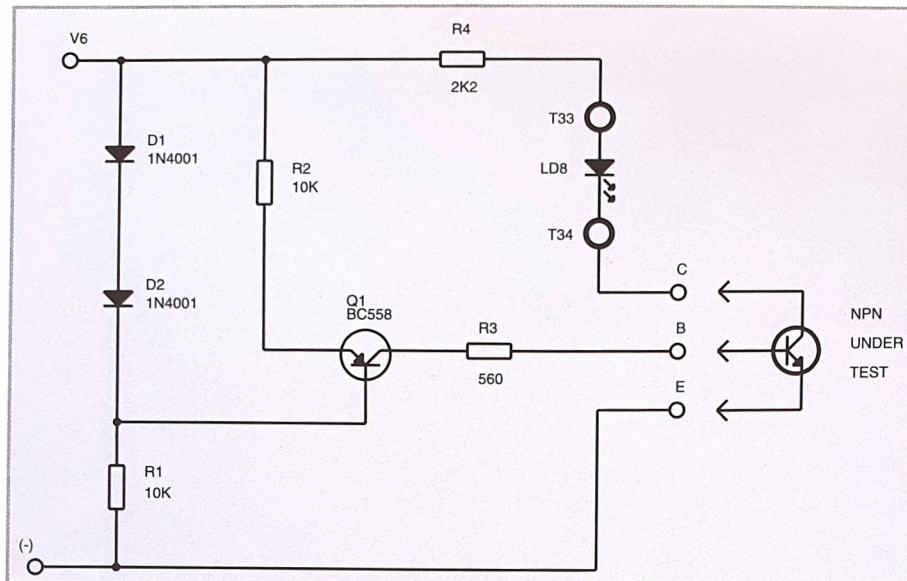 V6
R4
2K2
D1
1N4001
R2
10K
T33
LD8
T34
D2
1N4001
Q1
BC558
R3
560
C
B
E
NPN
UNDER
TEST
R1
10K
(-)